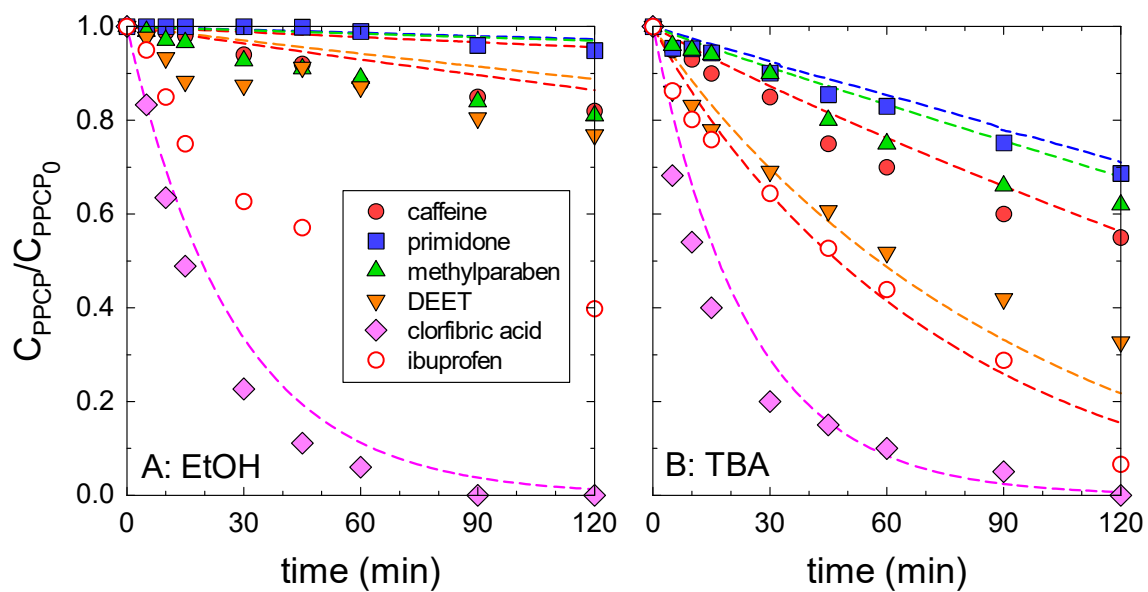 C_PPCP/C_PPCP_0
1.0
0.8
0.6
0.4
0.2
0.0
caffeine
primidone
methylparaben
DEET
clorfibric acid
ibuprofen
A: EtOH
B: TBA
0 30 60 90 120
0 30 60 90 120
time (min)
time (min)